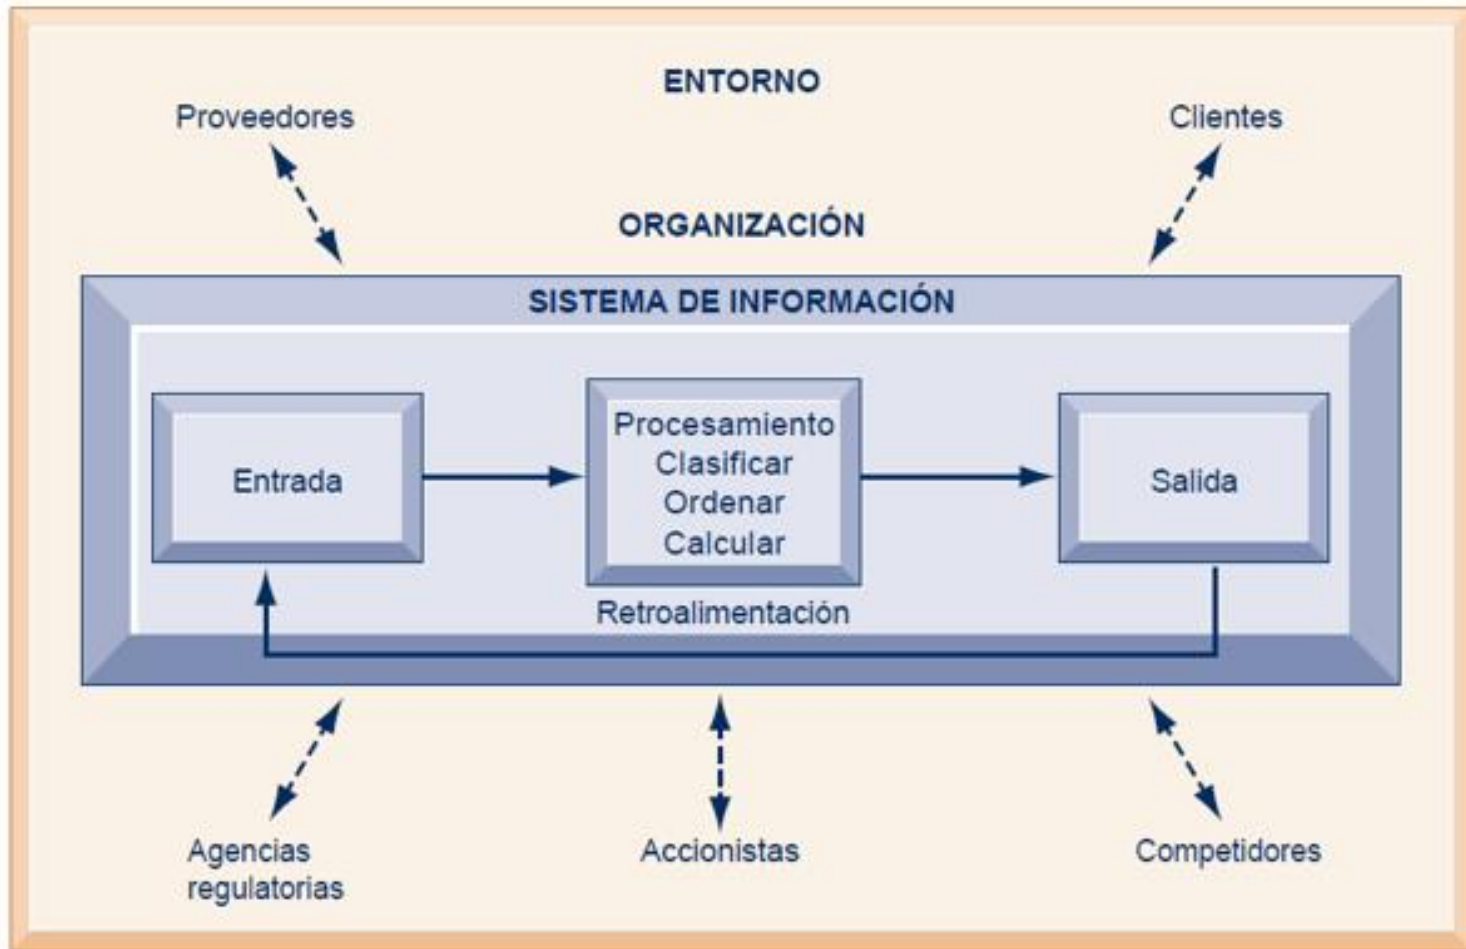 ENTORNO
Proveedores
Clientes
ORGANIZACIÓN
SISTEMA DE INFORMACIÓN
Entrada
Procesamiento
Clasificar
Ordenar
Calcular
Salida
Retroalimentación
Agencias
regulatorias
Accionistas
Competidores